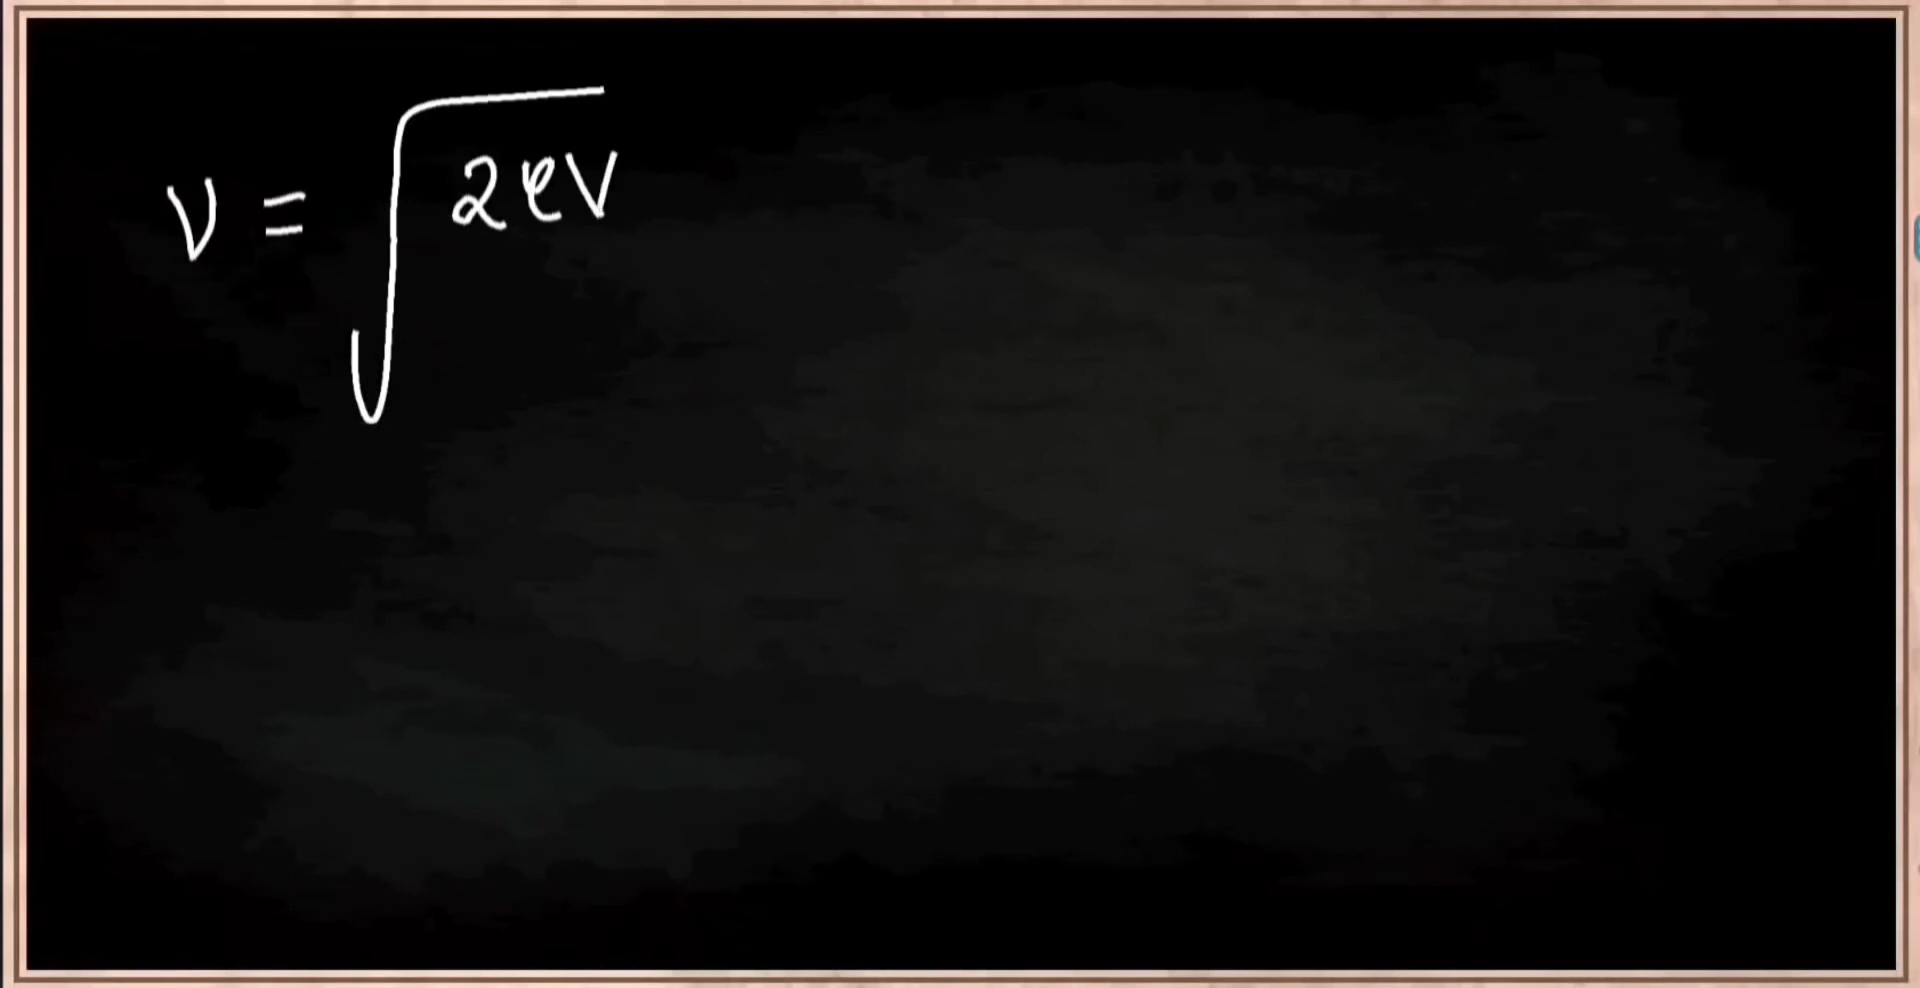 v = √2eV